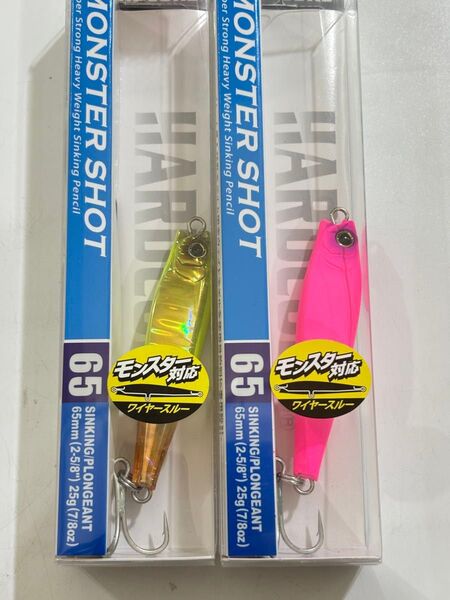 MONSTER SHOT
Super Strong Heavy Weight Sinking Pencil
65
SINKING/PLONGEANT
65mm (2-5/8") 25g (7/8oz)
モンスター対応
ワイヤースルー
MONSTER SHOT
Super Strong Heavy Weight Sinking Pencil
65
SINKING/PLONGEANT
65mm (2-5/8") 25g (7/8oz)
モンスター対応
ワイヤースルー